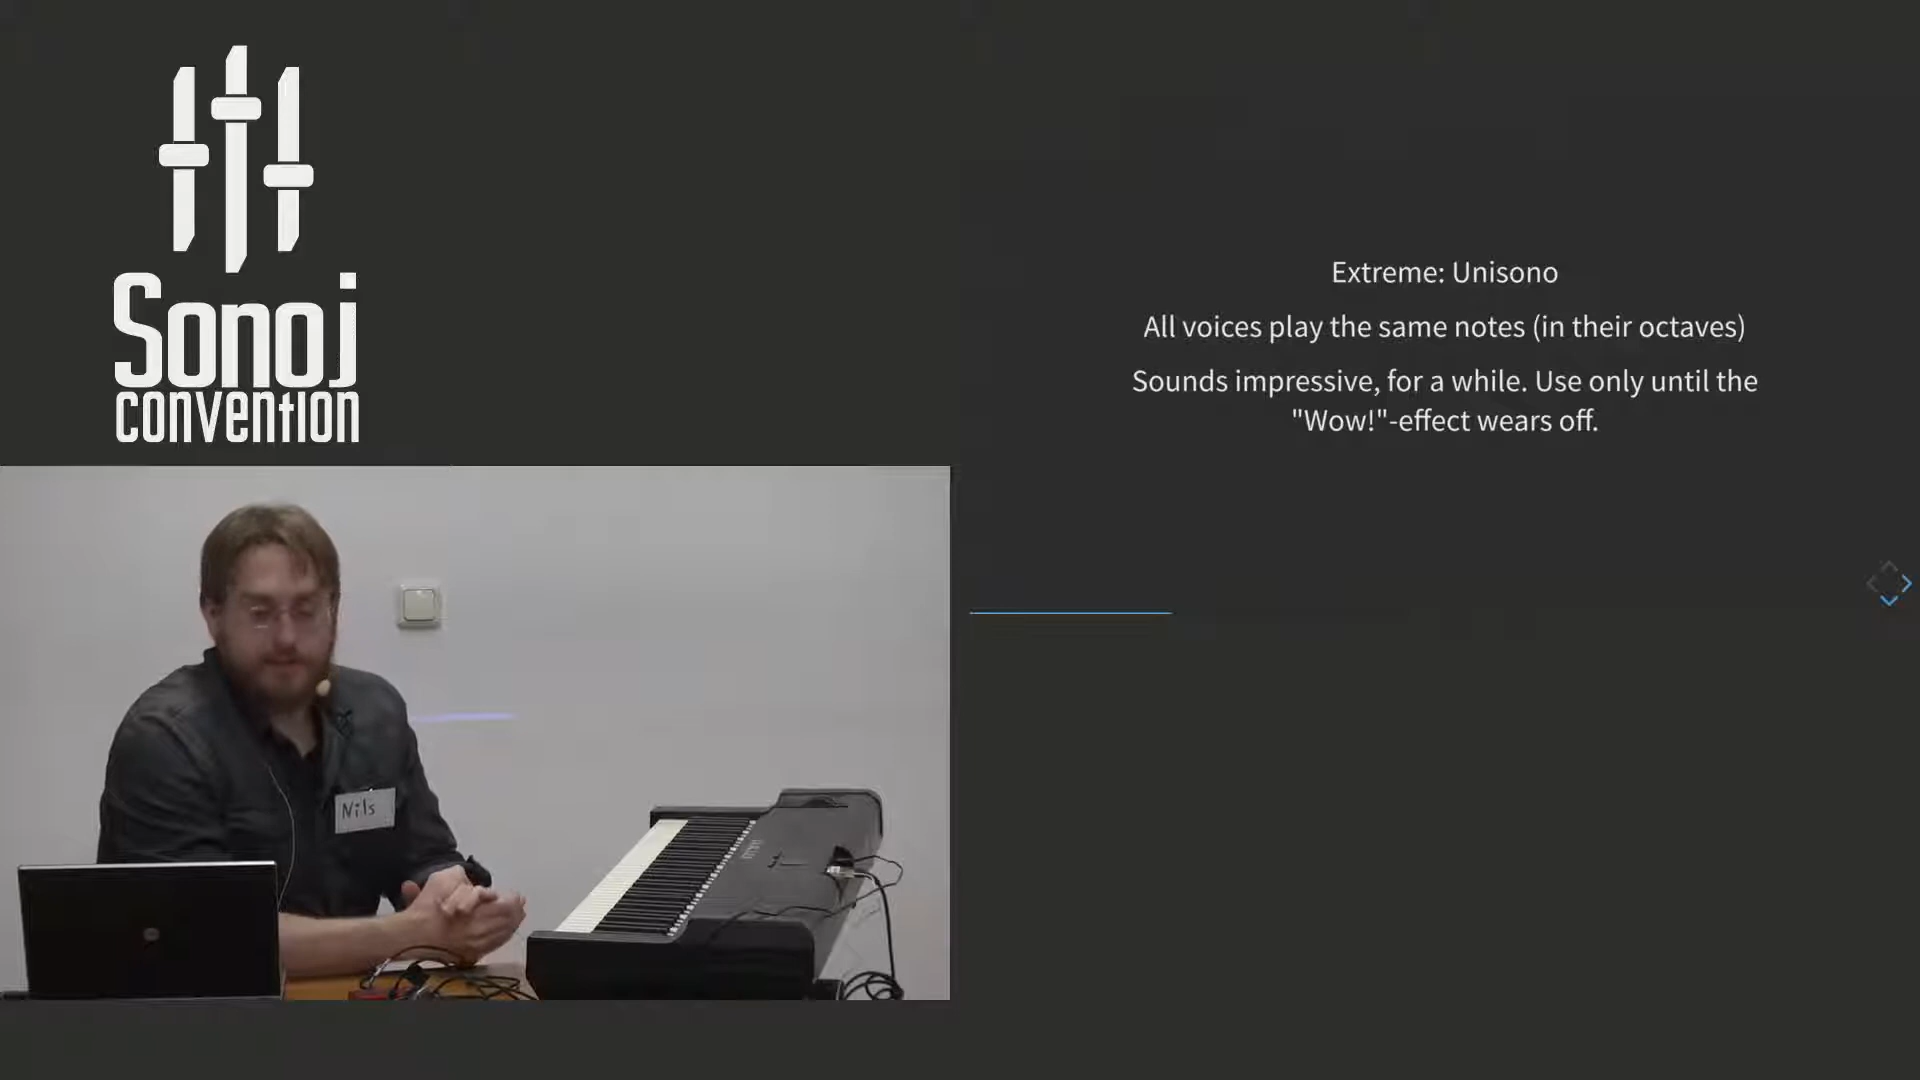 Sonoj
convention
Extreme: Unisono
All voices play the same notes (in their octaves)
Sounds impressive, for a while. Use only until the
"Wow!"-effect wears off.
Nils